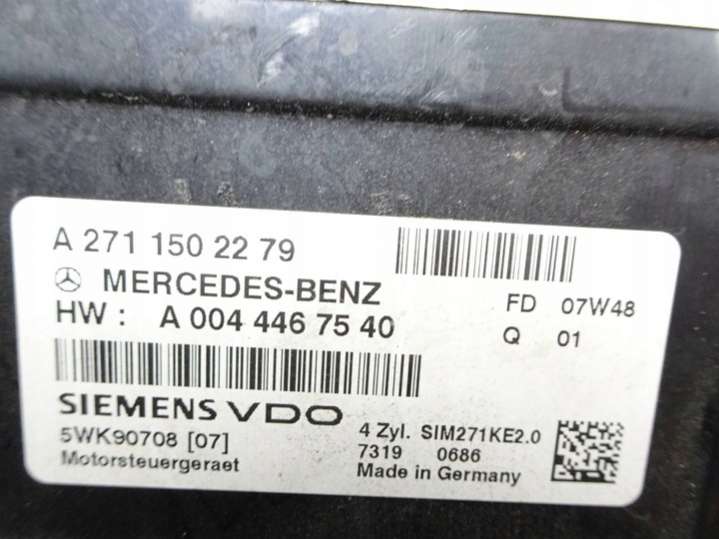 A 271 150 22 79
MERCEDES-BENZ
HW : A 004 446 75 40
FD 07W48
Q 01
SIEMENS VDO
5WK90708 [07]
Motorsteuergeraet
4 Zyl. SIM271KE2.0
7319 0686
Made in Germany